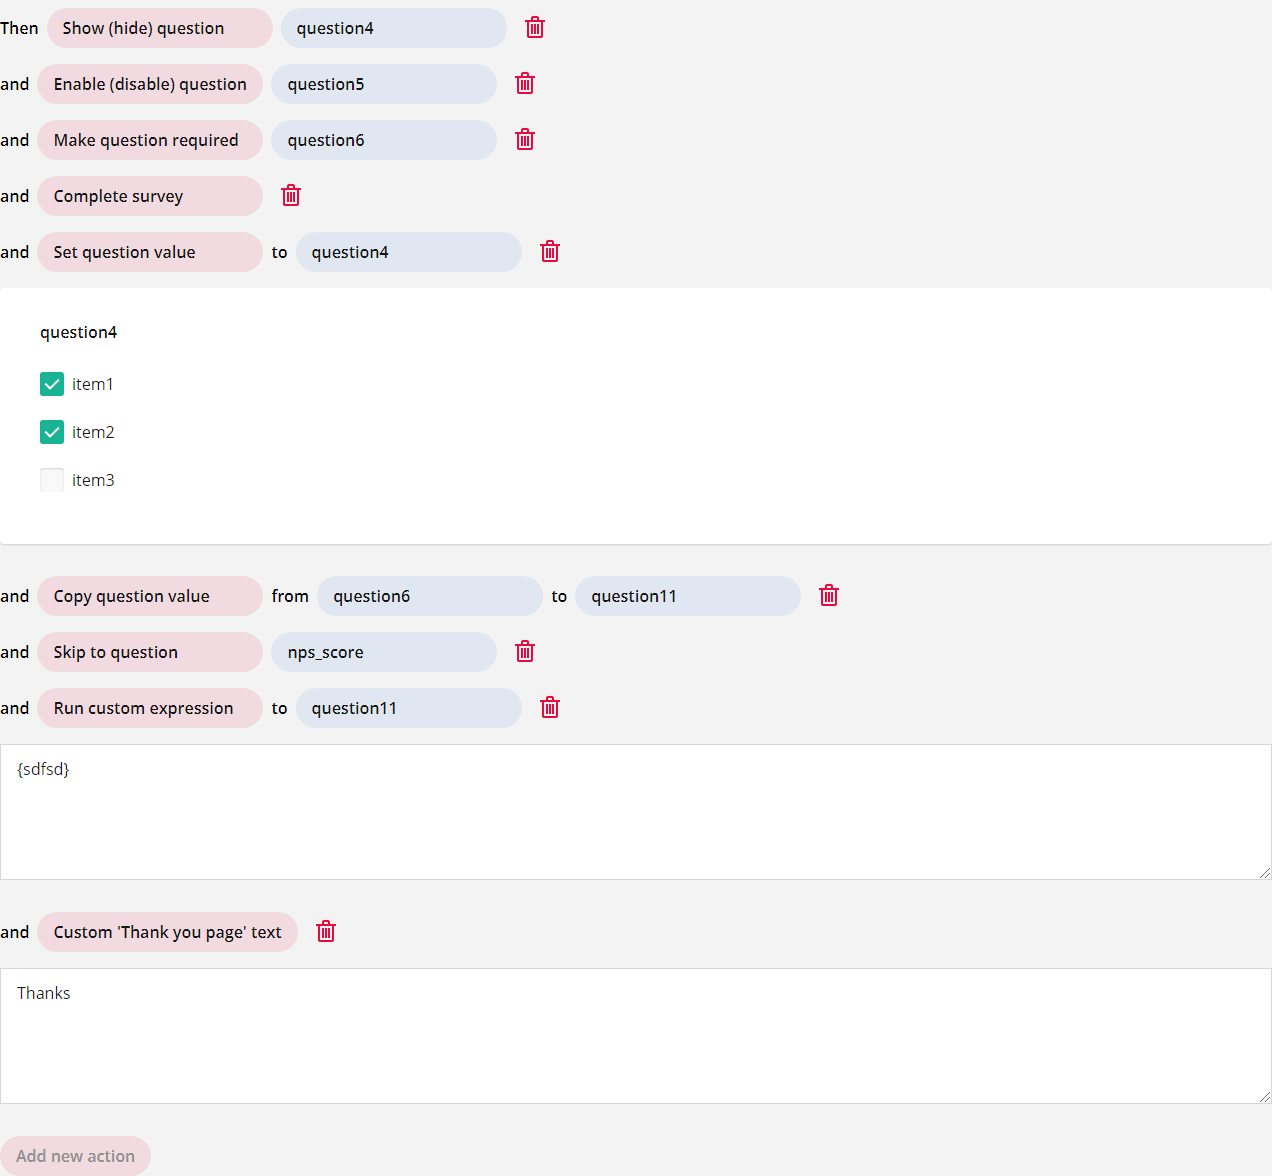 Then Show (hide) question question4
and Enable (disable) question question5
and Make question required question6
and Complete survey
and Set question value to question4
question4
item1
item2
item3
and Copy question value from question6 to question11
and Skip to question nps_score
and Run custom expression to question11
{sdfsd}
and Custom 'Thank you page' text
Thanks
Add new action